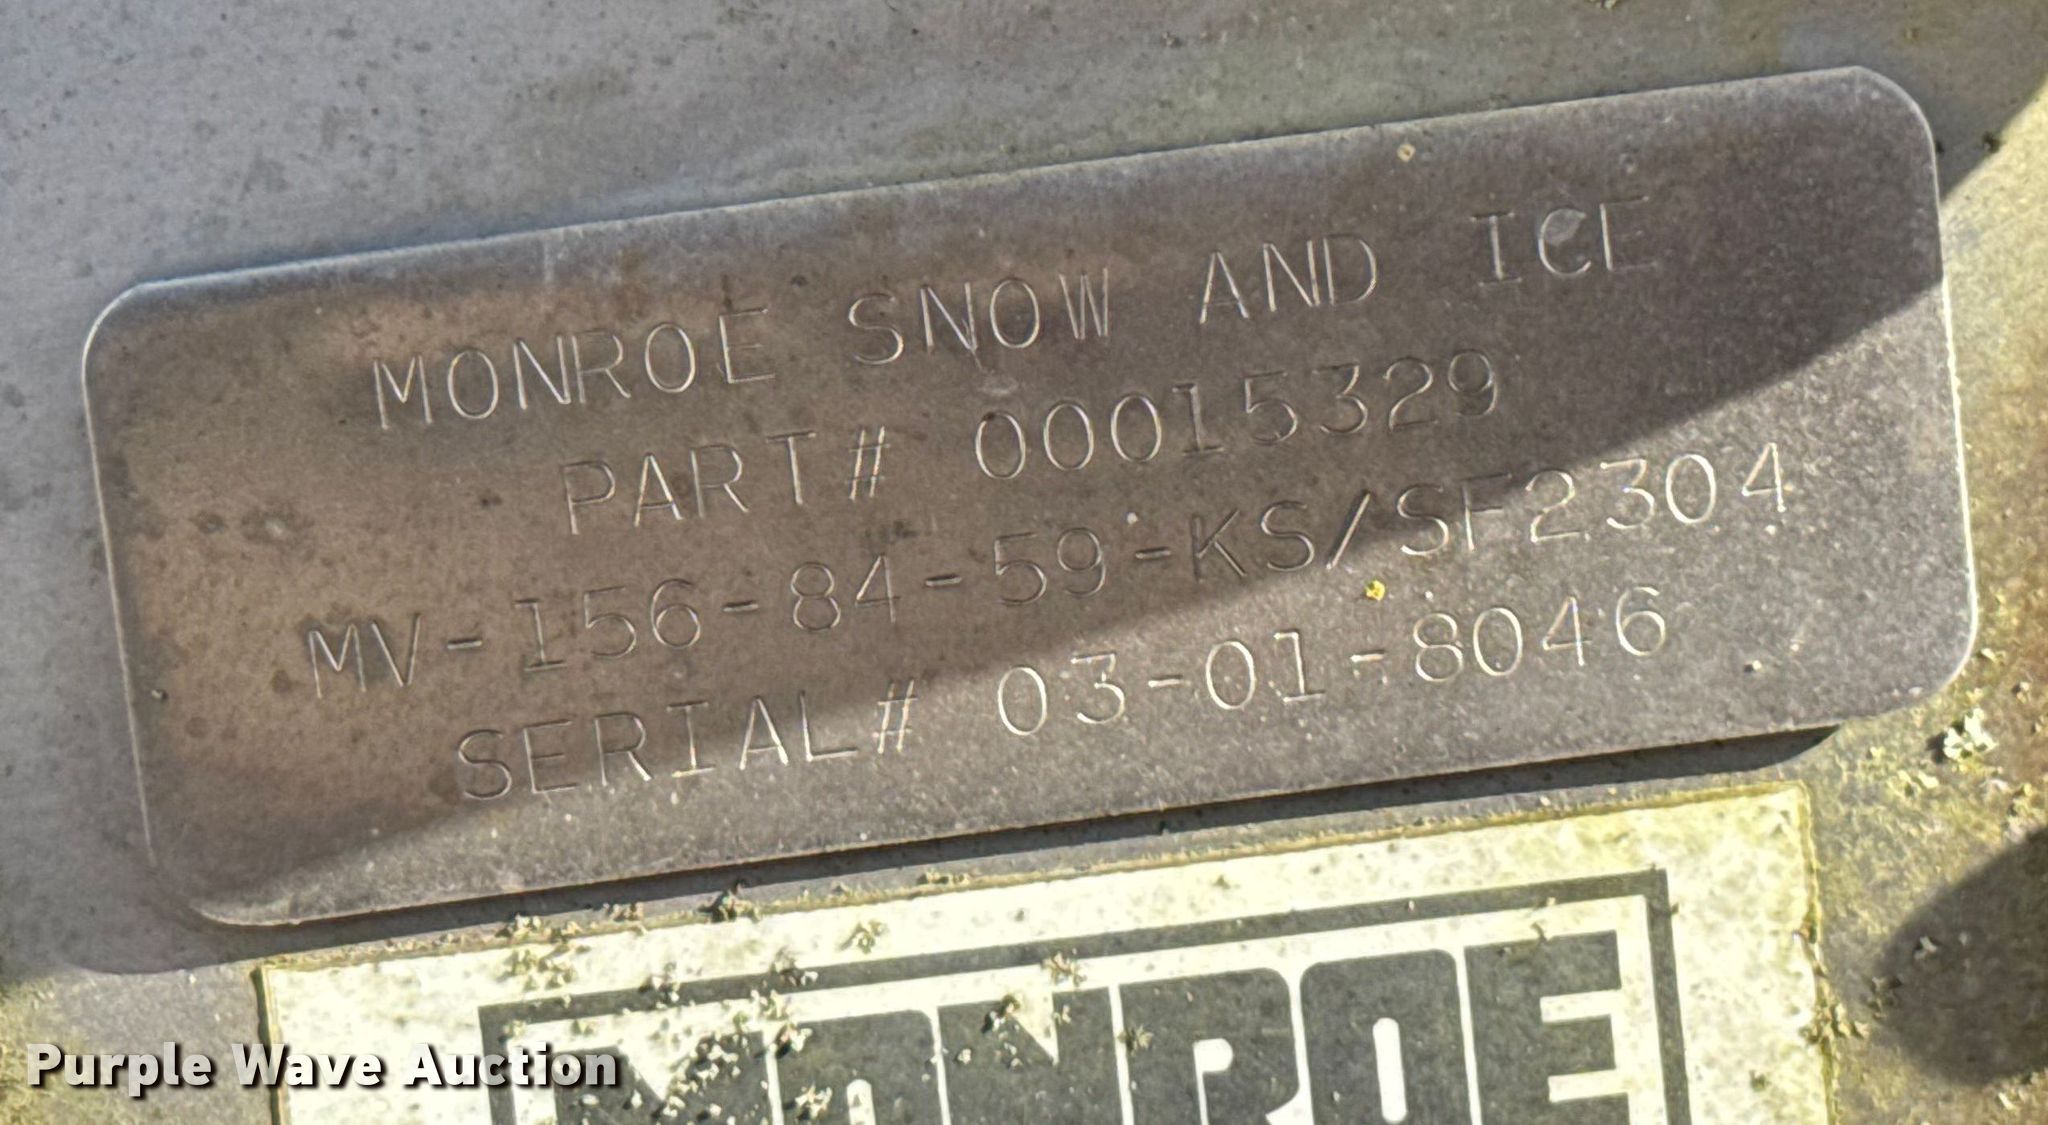 MONROE SNOW AND ICE
PART# 00015329
MV-156-84-59-KS/SF2304
SERIAL# 03-01-8046
MONROE
Purple Wave Auction